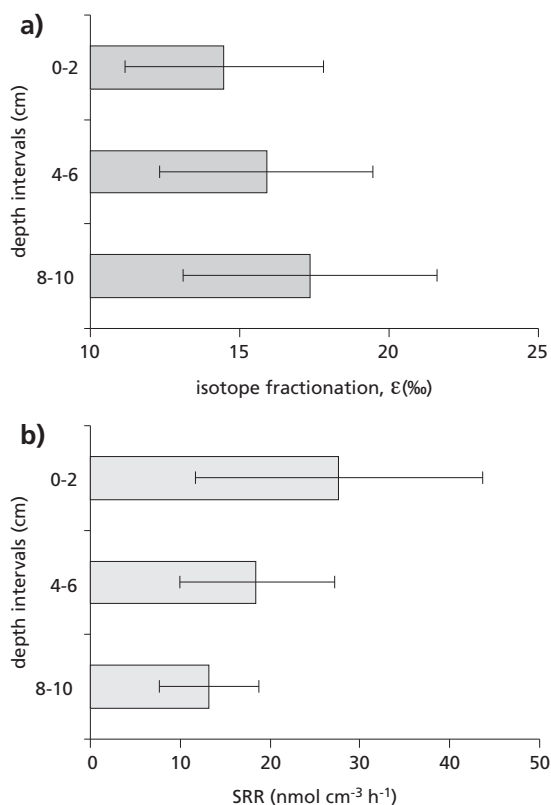 a)
depth intervals (cm)
0-2
4-6
8-10
10 15 20 25
isotope fractionation, ε(‰)
b)
depth intervals (cm)
0-2
4-6
8-10
0 10 20 30 40 50
SRR (nmol cm⁻³ h⁻¹)